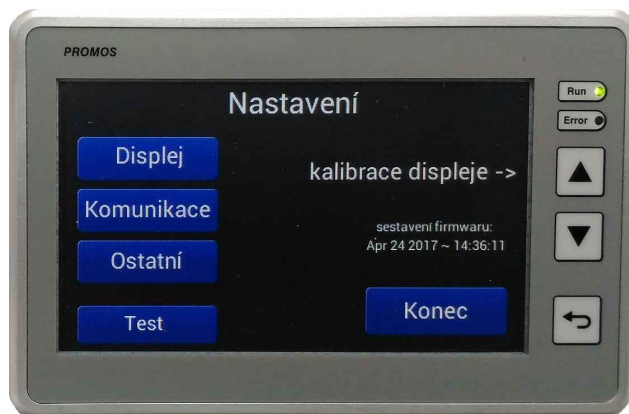 PROMOS
Run
Error
Nastavení
Displej
kalibrace displeje ->
Komunikace
sestavení firmwaru:
Apr 24 2017 ~ 14:36:11
Ostatní
Konec
Test